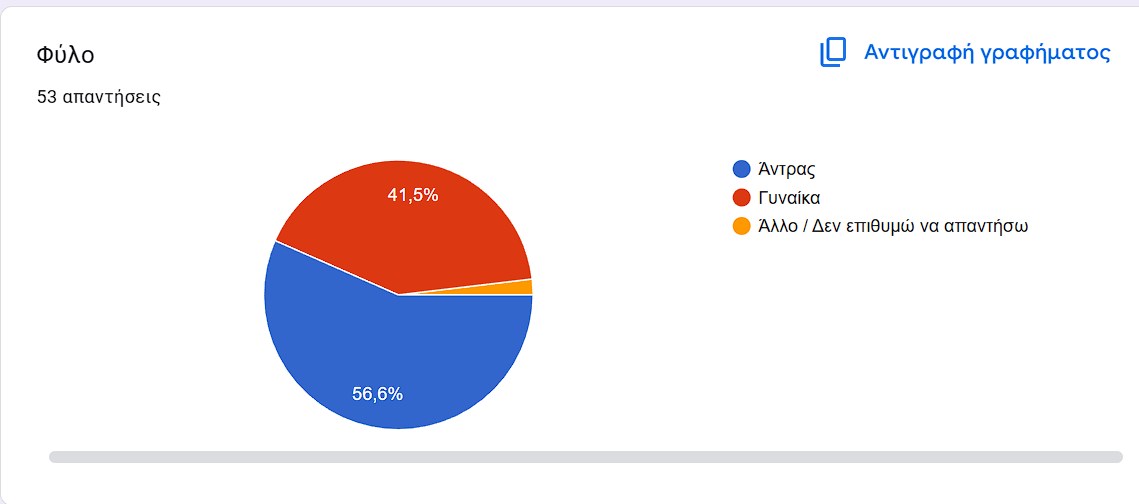 Φύλο
Αντιγραφή γραφήματος
53 απαντήσεις
41,5%
56,6%
Άντρας
Γυναίκα
Άλλο / Δεν επιθυμώ να απαντήσω